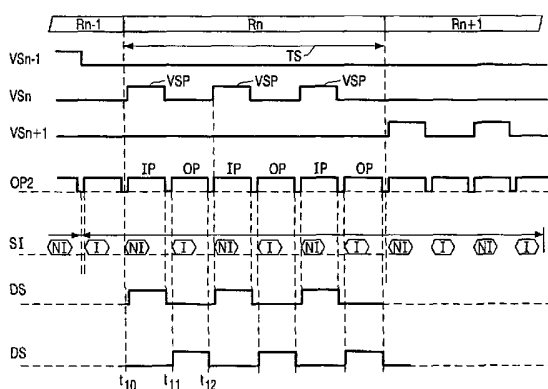 Rn-1 Rn Rn+1
VSn-1 TS
VSn VSP VSP VSP
VSn+1
OP2 IP OP IP OP IP OP
SI NI I NI I NI I NI I NI I NI I
DS
DS
t10 t11 t12